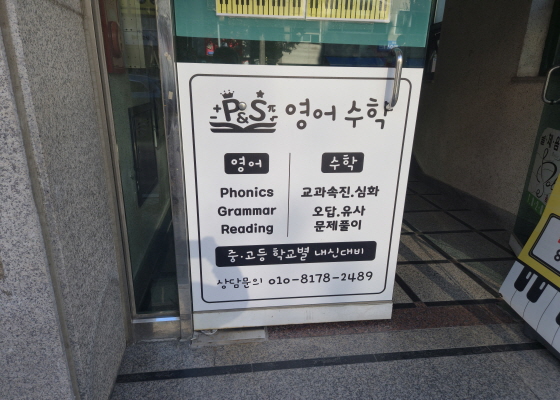 P&S 영어 수학
영어
Phonics
Grammar
Reading
수학
교과속진.심화
오답.유사
문제풀이
중·고등 학교별 내신대비
상담문의 010-8178-2489